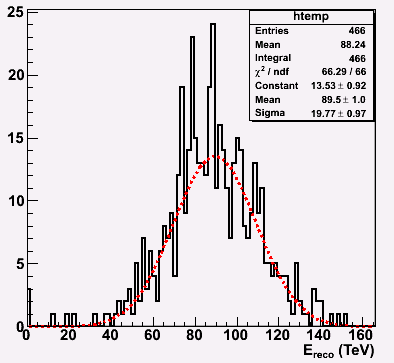 25
20
15
10
5
0
htemp
Entries 466
Mean 88.24
Integral 466
χ² / ndf 66.29 / 66
Constant 13.53 ± 0.92
Mean 89.5 ± 1.0
Sigma 19.77 ± 0.97
0 20 40 60 80 100 120 140 160
E_reco (TeV)